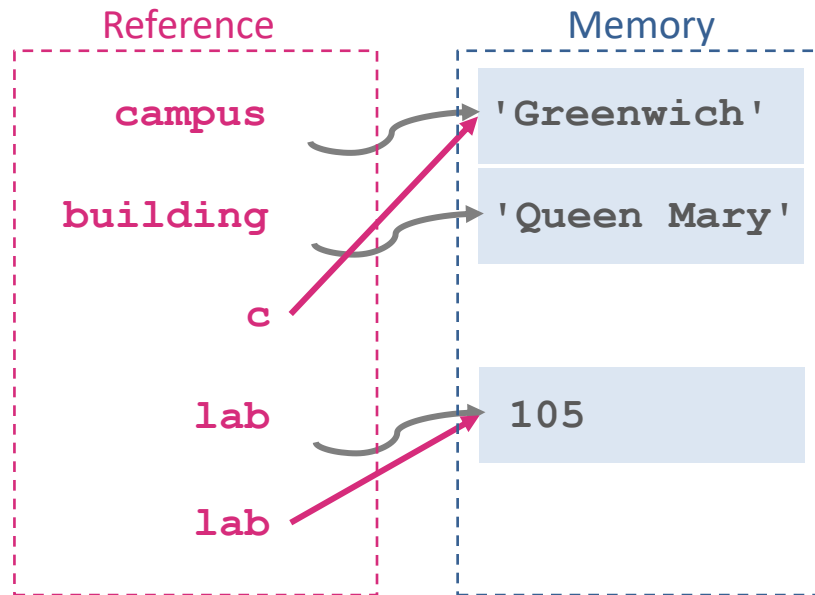 Reference Memory
campus 'Greenwich'
building 'Queen Mary'
c
lab 105
lab